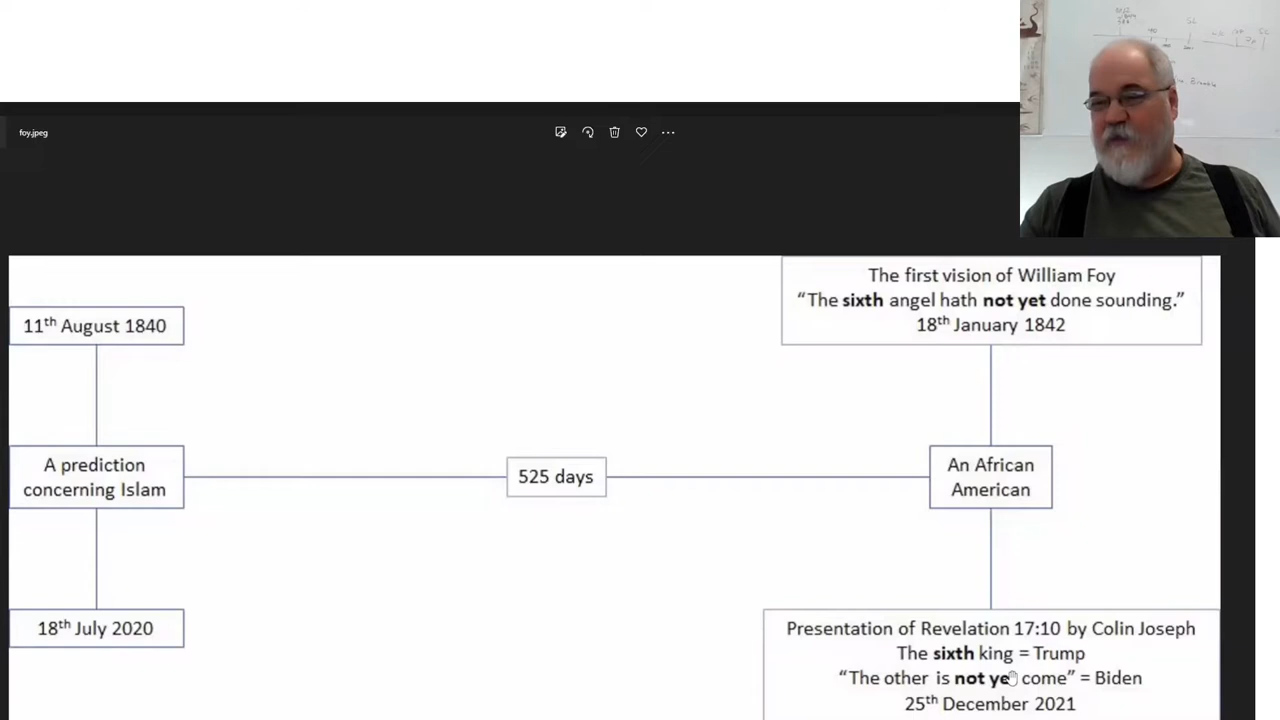 foy.jpeg
11th August 1840
A prediction
concerning Islam
18th July 2020
525 days
The first vision of William Foy
“The sixth angel hath not yet done sounding.”
18th January 1842
An African
American
Presentation of Revelation 17:10 by Colin Joseph
The sixth king = Trump
“The other is not ye come” = Biden
25th December 2021